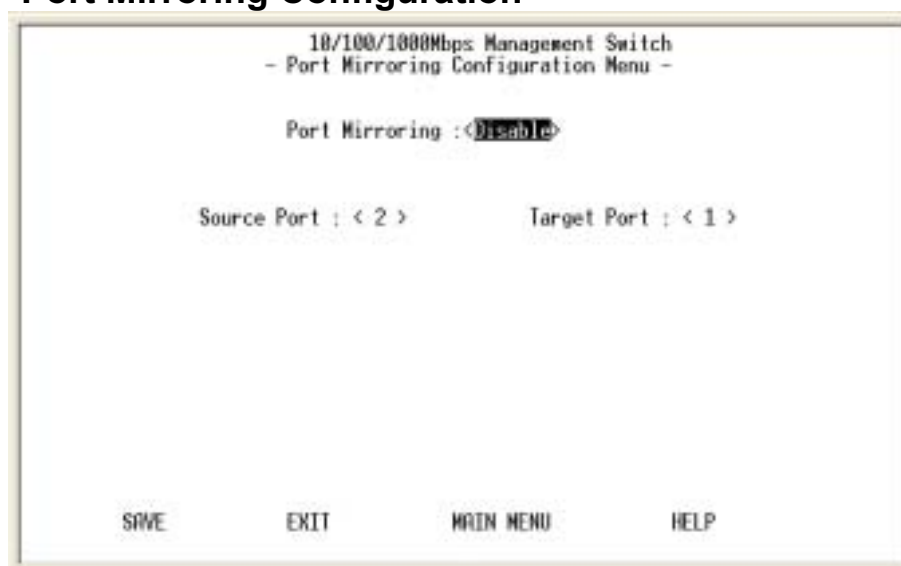 Port Mirroring Configuration
10/100/1000Mbps Management Switch
- Port Mirroring Configuration Menu -
Port Mirroring :<Disable>
Source Port : < 2 > Target Port : < 1 >
SAVE EXIT MAIN MENU HELP